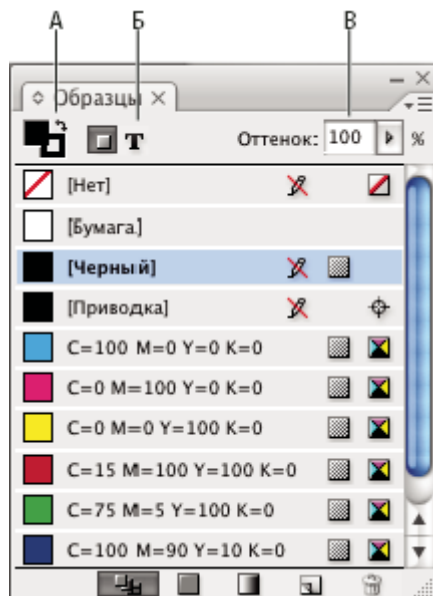 А Б В
Образцы
Т Оттенок: 100 %
[Нет]
[Бумага]
[Черный]
[Приводка]
C=100 M=0 Y=0 K=0
C=0 M=100 Y=0 K=0
C=0 M=0 Y=100 K=0
C=15 M=100 Y=100 K=0
C=75 M=5 Y=100 K=0
C=100 M=90 Y=10 K=0